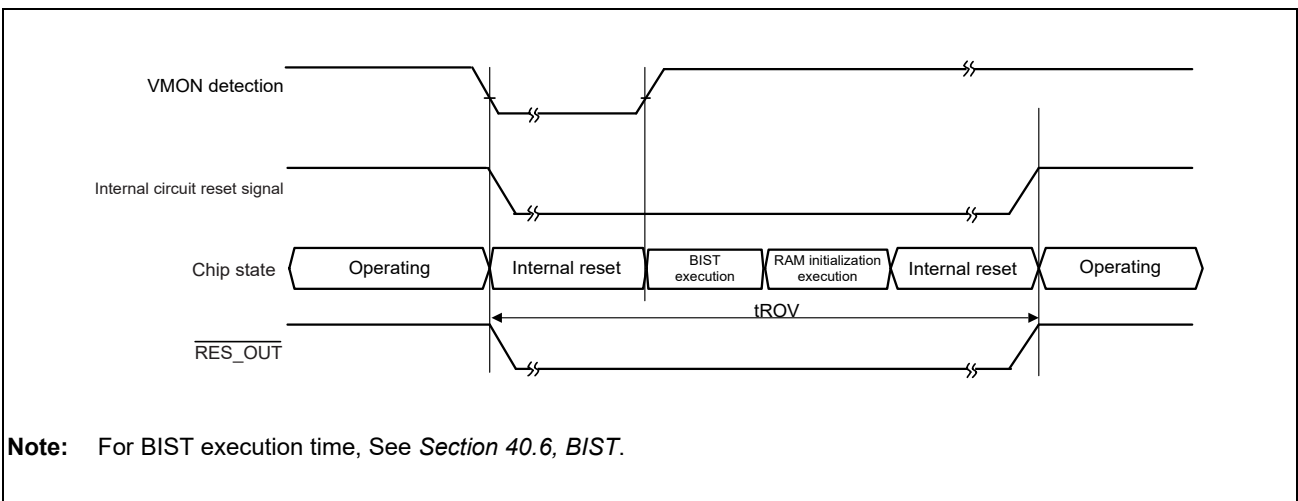 VMON detection
Internal circuit reset signal
Chip state
Operating
Internal reset
BIST
execution
RAM initialization
execution
Internal reset
Operating
tROV
RES_OUT
Note: For BIST execution time, See Section 40.6, BIST.